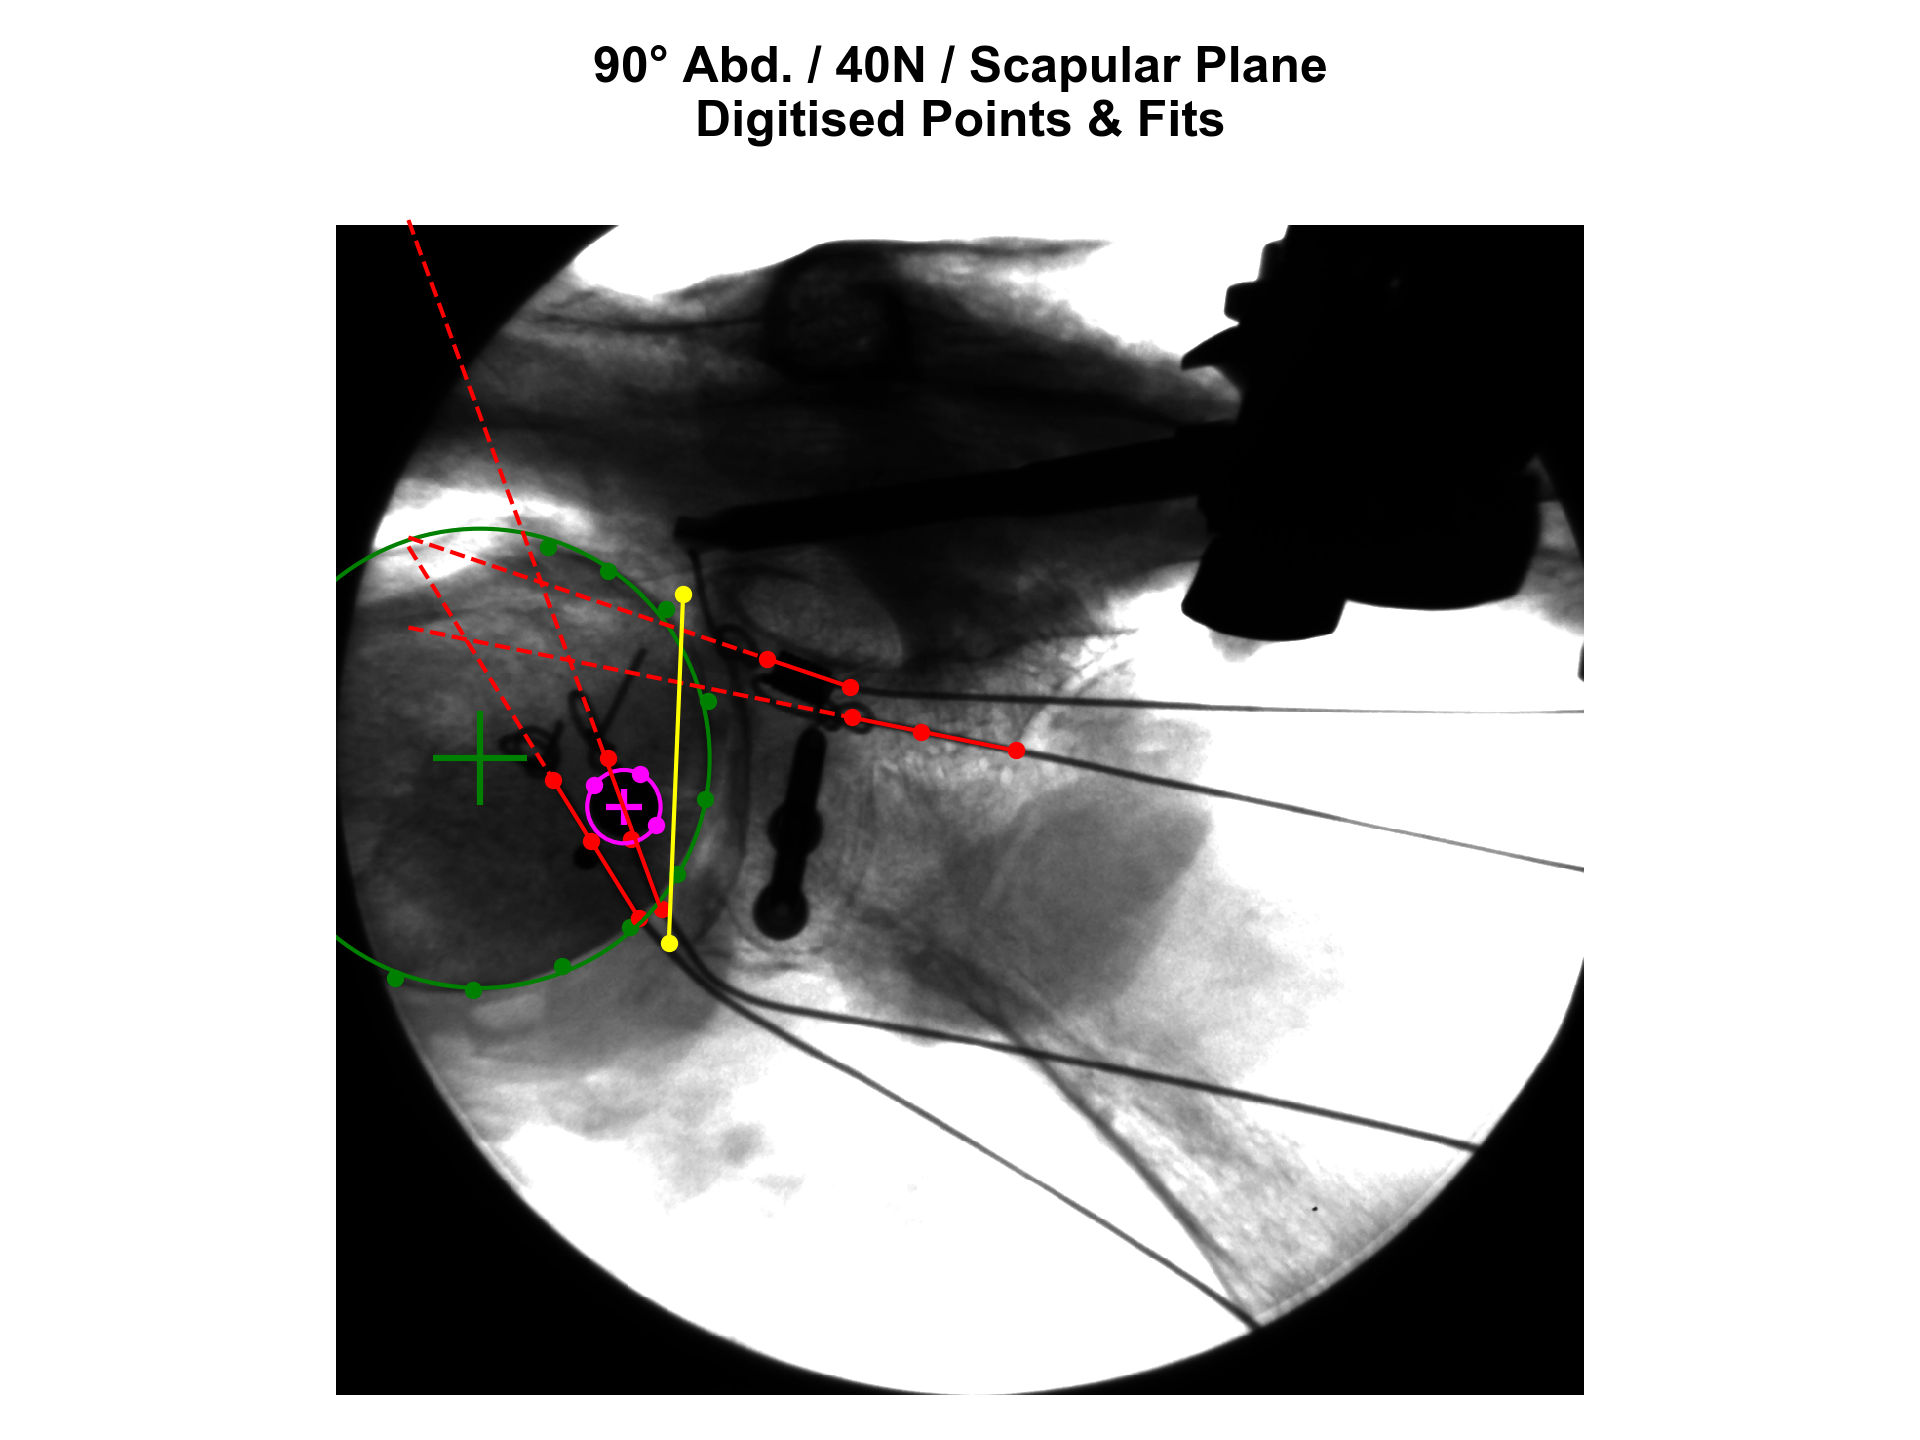 90° Abd. / 40N / Scapular Plane
Digitised Points & Fits